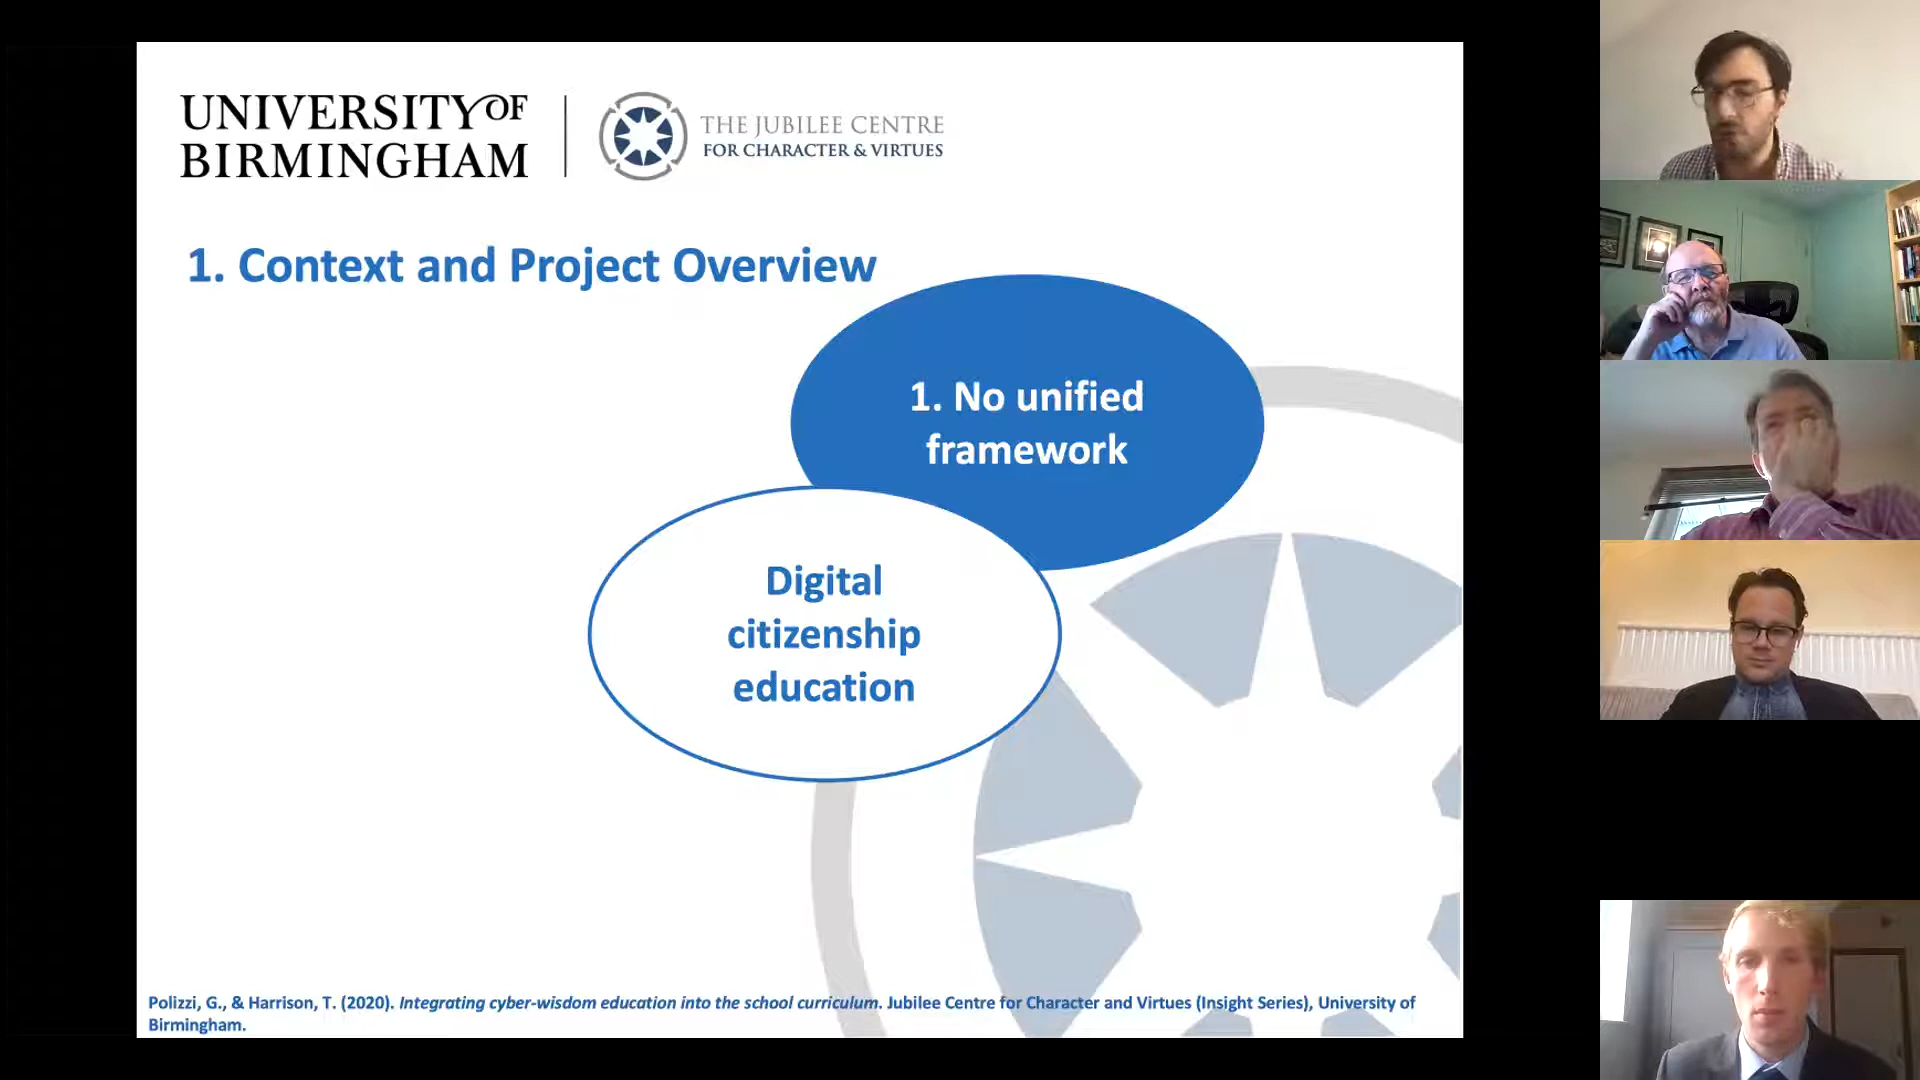 UNIVERSITY OF
BIRMINGHAM
THE JUBILEE CENTRE
FOR CHARACTER & VIRTUES
1. Context and Project Overview
1. No unified
framework
Digital
citizenship
education
Polizzi, G., & Harrison, T. (2020). Integrating cyber-wisdom education into the school curriculum. Jubilee Centre for Character and Virtues (Insight Series), University of
Birmingham.